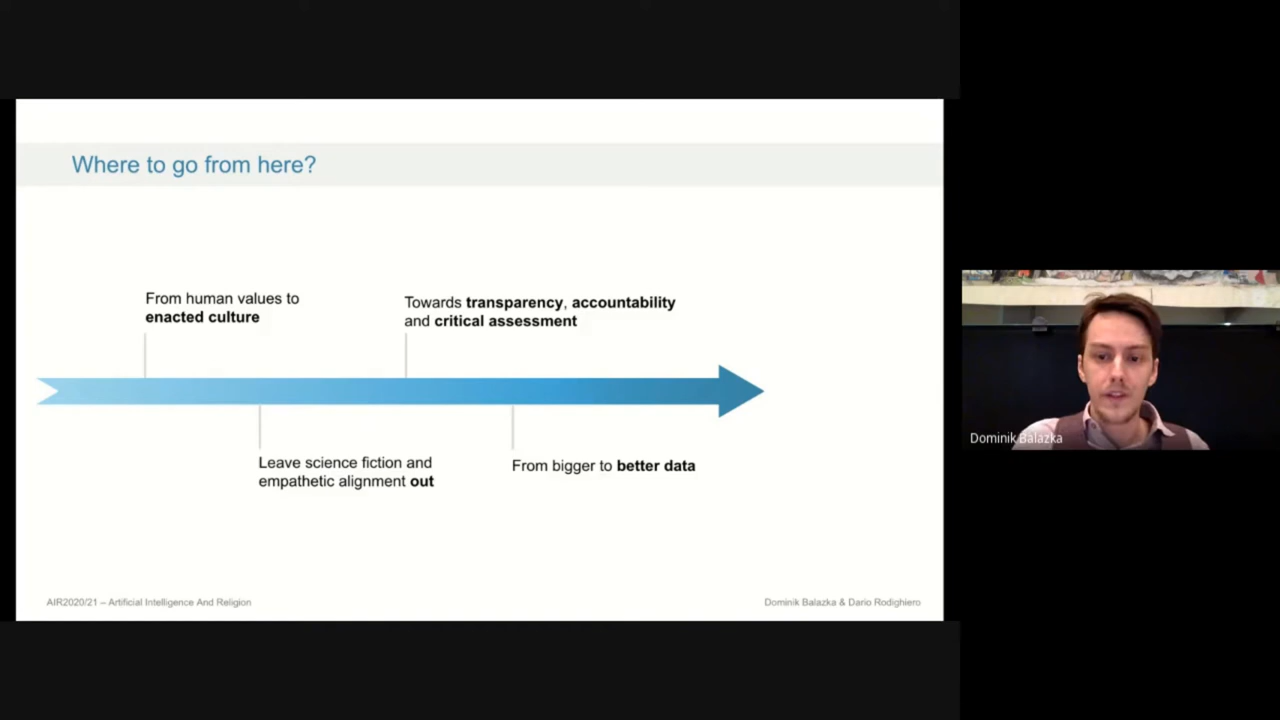 Where to go from here?
From human values to
enacted culture
Towards transparency, accountability
and critical assessment
Leave science fiction and
empathetic alignment out
From bigger to better data
AIR2020/21 – Artificial Intelligence And Religion
Dominik Balazka & Dario Rodighiero
Dominik Balazka